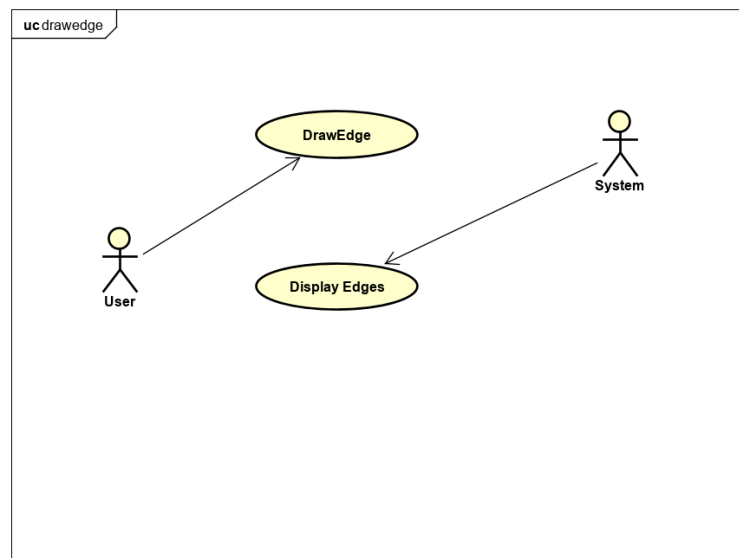 uc drawedge
DrawEdge
System
User
Display Edges